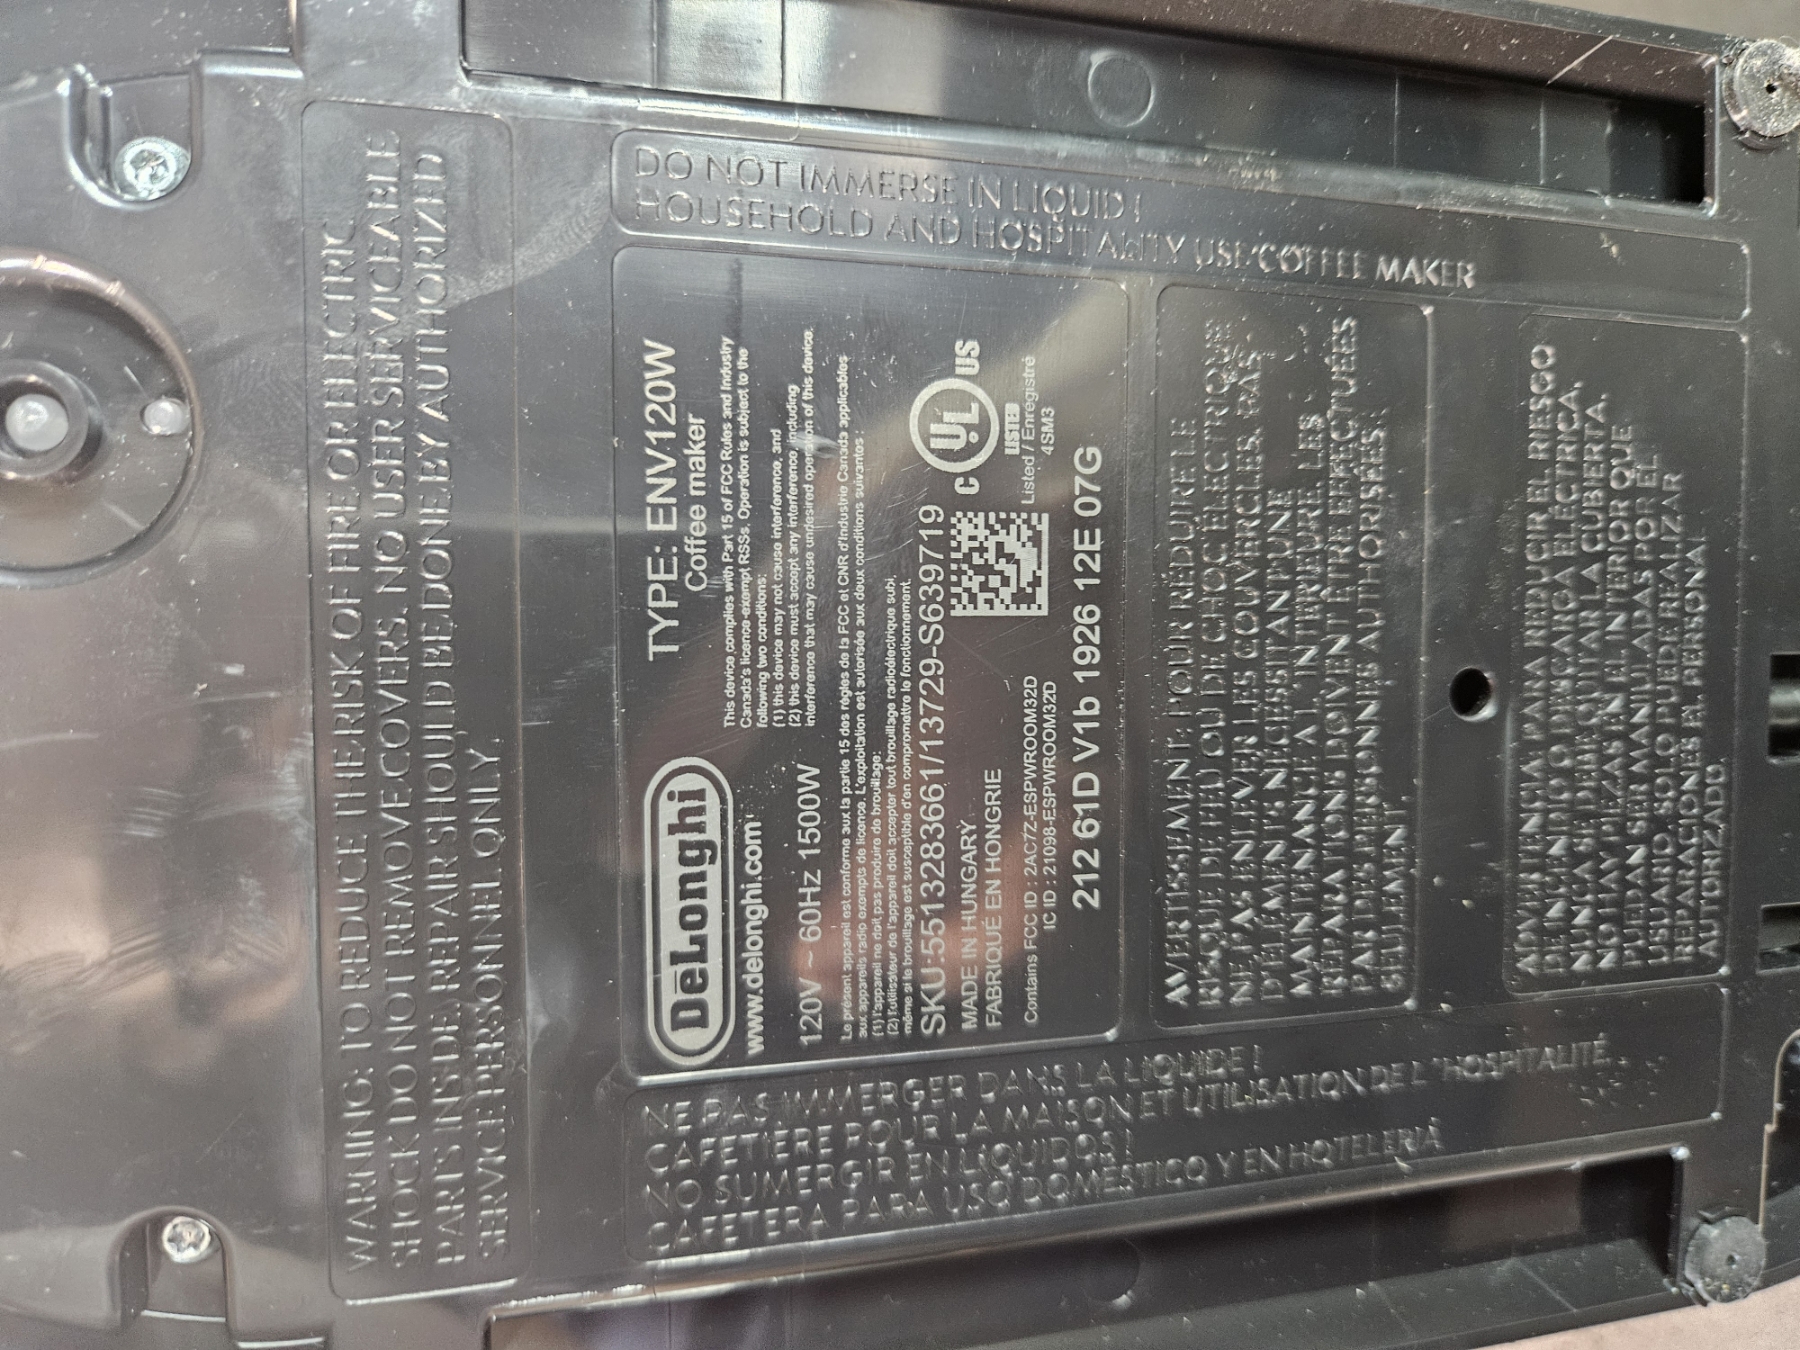 WARNING: TO REDUCE THE RISK OF FIRE OR ELECTRIC
SHOCK DO NOT REMOVE COVERS. NO USER SERVICEABLE
PARTS INSIDE. REPAIR SHOULD BE DONE BY AUTHORIZED
SERVICE PERSONNEL ONLY.
DO NOT IMMERSE IN LIQUID !
HOUSEHOLD AND HOSPITALITY USE COFFEE MAKER
DeLonghi
www.delonghi.com
TYPE: ENV120W
Coffee maker
120V ~ 60Hz 1500W
This device complies with Part 15 of FCC Rules and Industry
Canada's licence-exempt RSSs. Operation is subject to the
following two conditions:
(1) this device may not cause interference, and
(2) this device must accept any interference, including
interference that may cause undesired operation of this device.
Le présent appareil est conforme aux la partie 15 des règles de la FCC et CNR d'Industrie Canada applicables
aux appareils radio exempts de licence. L'exploitation est autorisée aux deux conditions suivantes :
(1) l'appareil ne doit pas produire de brouillage;
(2) l'utilisateur de l'appareil doit accepter tout brouillage radioélectrique subi,
même si le brouillage est susceptible d'en compromettre le fonctionnement.
SKU:5513283661/13729-S639719
MADE IN HUNGARY
FABRIQUÉ EN HONGRIE
C UL US
LISTED
Listed / Enregistré
4SM3
Contains FCC ID : 2AC7Z-ESPWROOM32D
IC ID : 21098-ESPWROOM32D
212 61D V1b 1926 12E 07G
AVERTISSEMENT: POUR REDUIRE LE
RISQUE DE FEU OU DE CHOC ELECTRIQUE
NE PAS ENLEVER LES COUVERCLES. PAS
D'ELEMENTS NECESSITANT UNE
MAINTENANCE A L'INTERIEURE. LES
REPARATIONS DOIVENT ETRE EFFECTUEES
PAR DES PERSONNES AUTHORISEES
SEULEMENT.
ADVERTENCIA: PARA REDUCIR EL RIESGO
DE INCENDIO O DESCARGA ELECTRICA,
NUNCA SE DEBE QUITAR LA CUBIERTA.
NO HAY PIEZAS EN EL INTERIOR QUE
PUEDAN SER MANIPULADAS POR EL
USUARIO. SOLO PUEDE REALIZAR
REPARACIONES EL PERSONAL
AUTORIZADO
NE PAS IMMERGER DANS LA LIQUIDE !
CAFETIÈRE POUR LA MAISON ET UTILISATION DE L'HOSPITALITÉ
NO SUMERGIR EN LIQUIDOS !
CAFETERA PARA USO DOMÉSTICO Y EN HOTELERIA